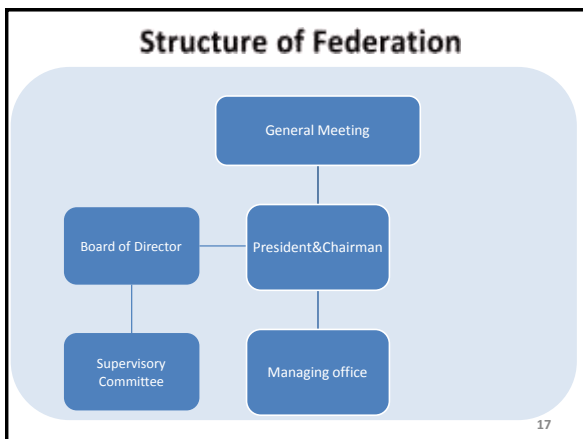 Structure of Federation
General Meeting
Board of Director
President&Chairman
Supervisory
Committee
Managing office
17